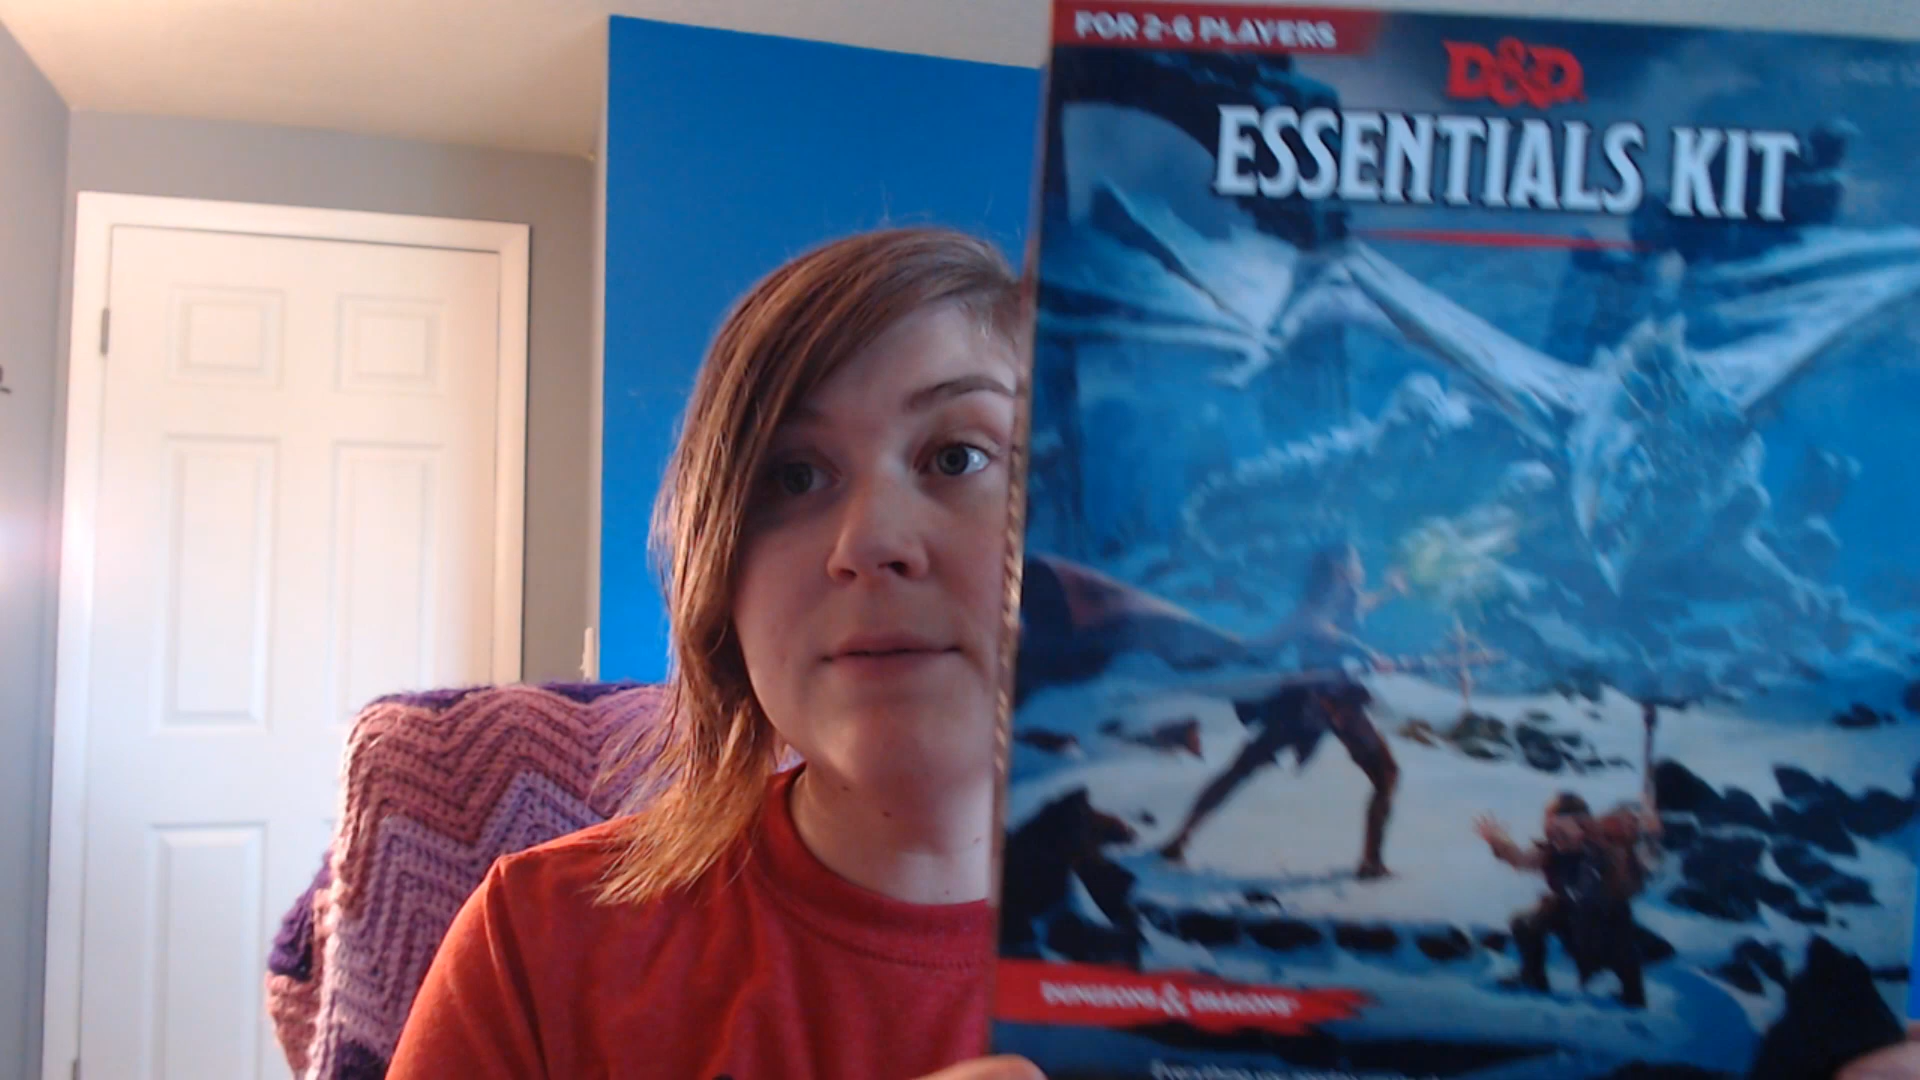 FOR 2-6 PLAYERS
D&D
ESSENTIALS KIT
DUNGEONS & DRAGONS